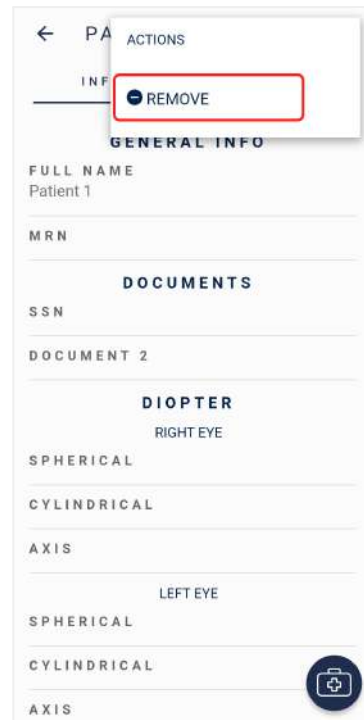 ← PA
ACTIONS
INF
REMOVE
GENERAL INFO
FULL NAME
Patient 1
MRN
DOCUMENTS
SSN
DOCUMENT 2
DIOPTER
RIGHT EYE
SPHERICAL
CYLINDRICAL
AXIS
LEFT EYE
SPHERICAL
CYLINDRICAL
AXIS